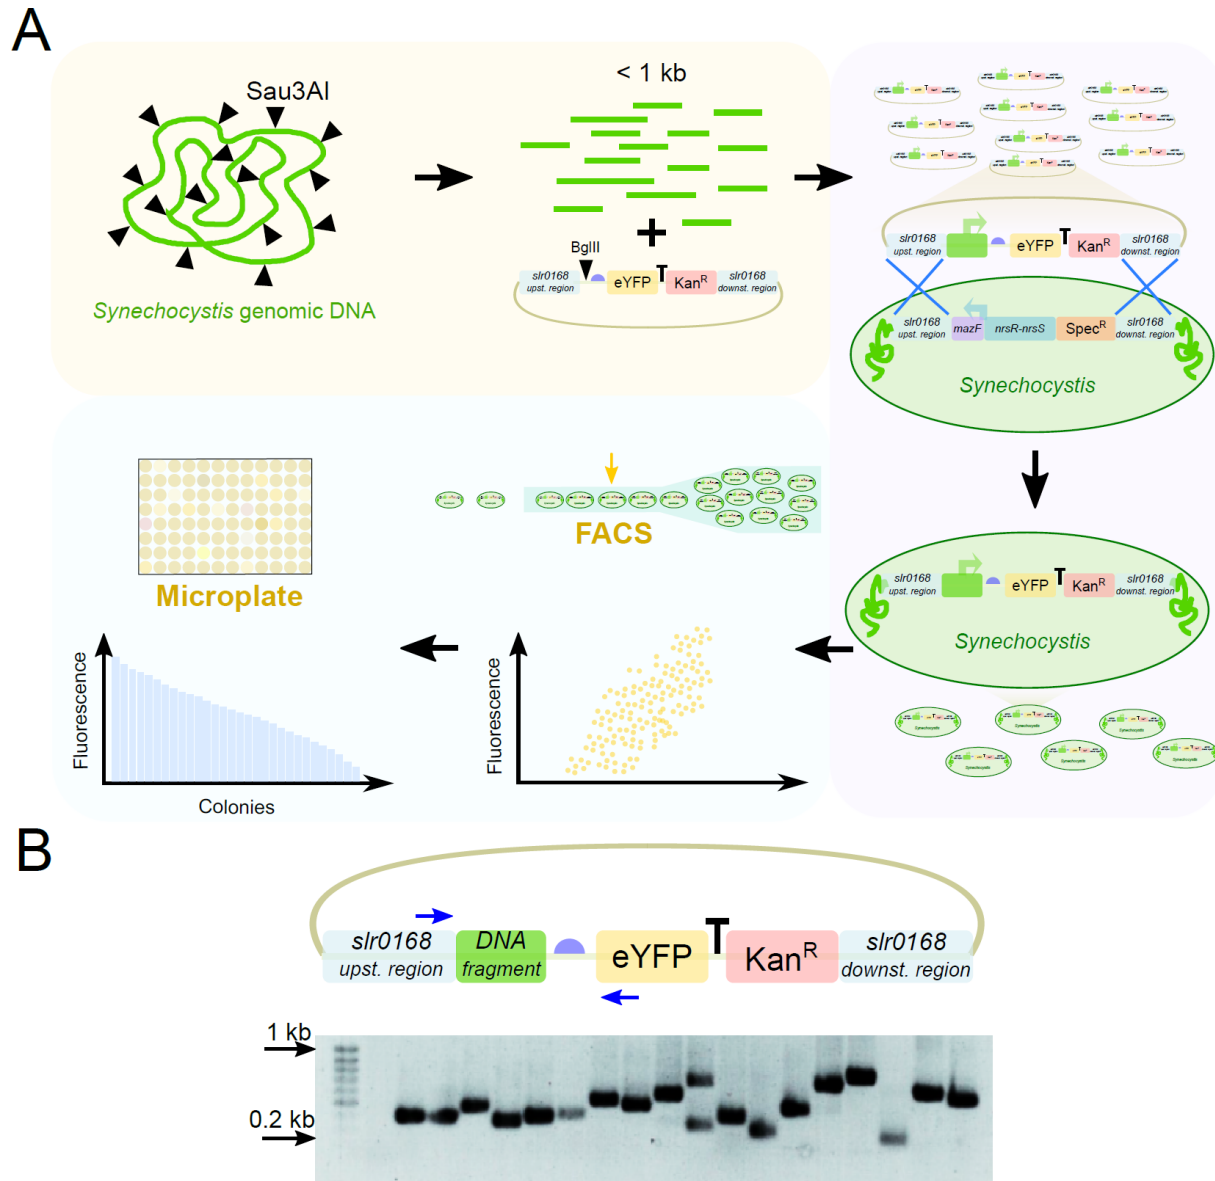 A
Sau3AI
< 1 kb
Synechocystis genomic DNA
+
BglII
slr0168
upst. region
eYFP
Kan^R
slr0168
downst. region
slr0168
upst. region
eYFP
Kan^R
slr0168
downst. region
slr0168
upst. region
mazF
nrsR-nrsS
Spec^R
slr0168
downst. region
Synechocystis
slr0168
upst. region
eYFP
Kan^R
slr0168
downst. region
Synechocystis
FACS
Microplate
Fluorescence
Colonies
Fluorescence
B
slr0168
upst. region
DNA
fragment
eYFP
Kan^R
slr0168
downst. region
1 kb
0.2 kb